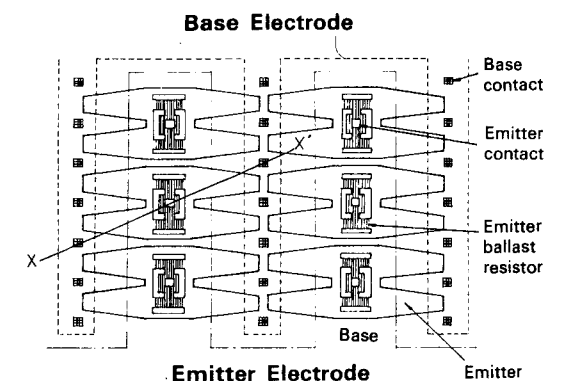 Base Electrode
Base
contact
Emitter
contact
X'
Emitter
ballast
resistor
X
Base
Emitter Electrode
Emitter